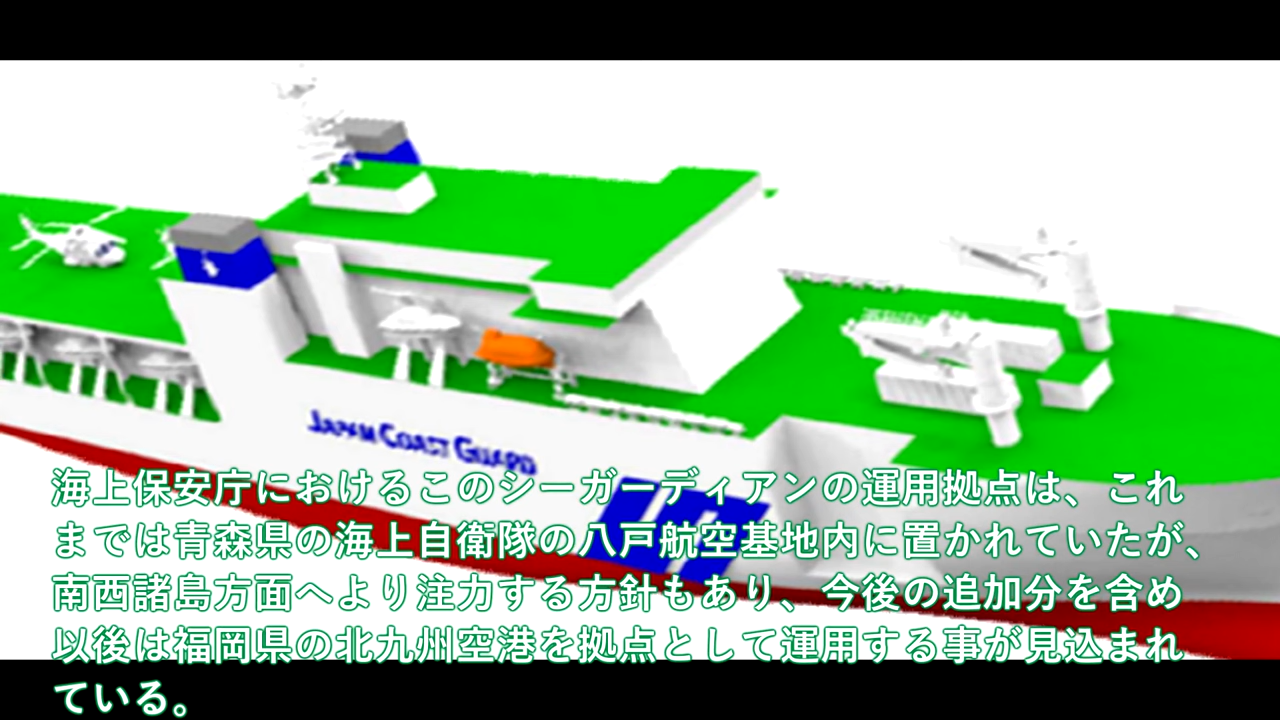 JAPAN COAST GUARD
海上保安庁におけるこのシーガーディアンの運用拠点は、これ
までは青森県の海上自衛隊の八戸航空基地内に置かれていたが、
南西諸島方面へより注力する方針もあり、今後の追加分を含め
以後は福岡県の北九州空港を拠点として運用する事が見込まれ
ている。